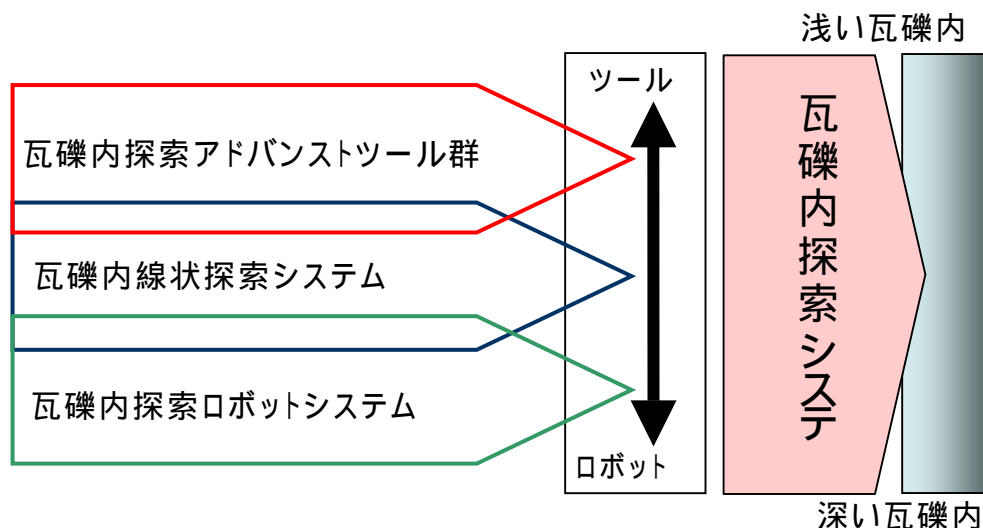 浅い瓦礫内
ツール
瓦礫内探索アドバンストツール群
瓦礫内線状探索システム
瓦礫内探索ロボットシステム
ロボット
瓦礫内探索システ
深い瓦礫内